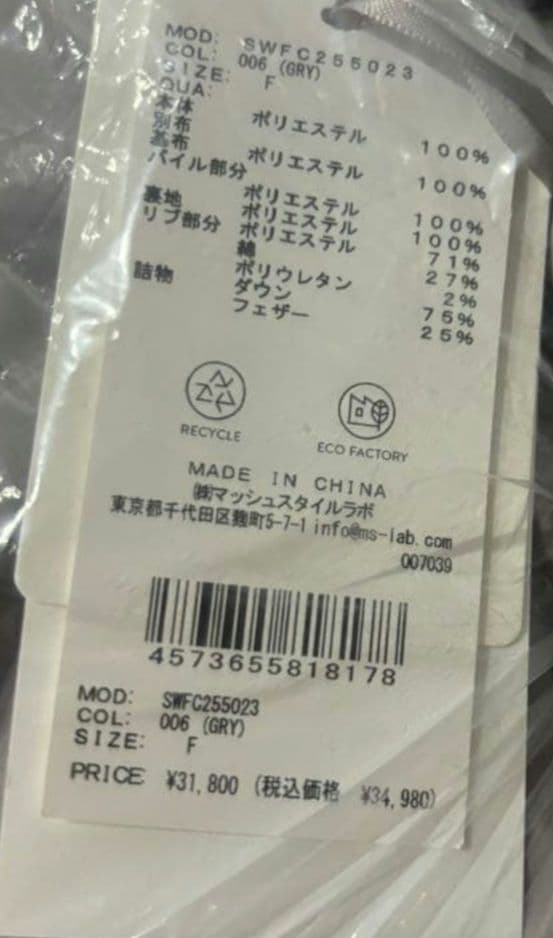 MOD: SWFC255023
COL: 006 (GRY)
SIZE: F
QUA:
本体 ポリエステル 100%
別布
基布 ポリエステル 100%
パイル部分
ポリエステル 100%
裏地 ポリエステル 100%
リブ部分 ポリエステル 71%
綿 27%
ポリウレタン 2%
詰物 ダウン 75%
フェザー 25%
RECYCLE
ECO FACTORY
MADE IN CHINA
㈱マッシュスタイルラボ
東京都千代田区麹町5-7-1 info@ms-lab.com
007039
4573655818178
MOD: SWFC255023
COL: 006 (GRY)
SIZE: F
PRICE ¥31,800 (税込価格 ¥34,980)